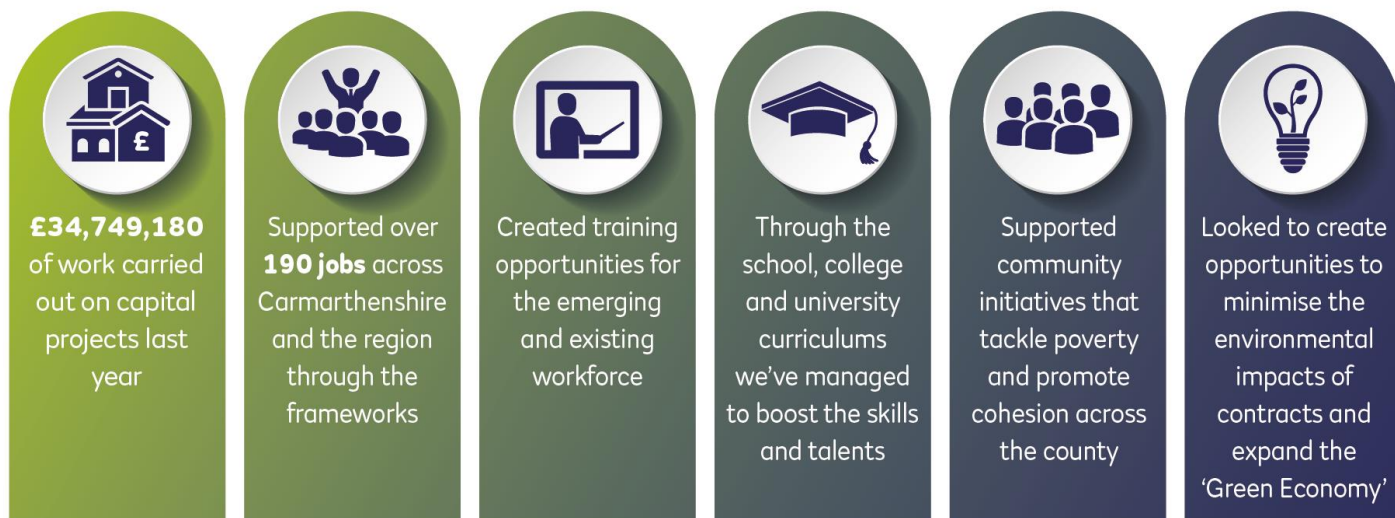 £
£34,749,180
of work carried
out on capital
projects last
year
Supported over
190 jobs across
Carmarthenshire
and the region
through the
frameworks
Created training
opportunities for
the emerging
and existing
workforce
Through the
school, college
and university
curriculums
we've managed
to boost the skills
and talents
Supported
community
initiatives that
tackle poverty
and promote
cohesion across
the county
Looked to create
opportunities to
minimise the
environmental
impacts of
contracts and
expand the
‘Green Economy’